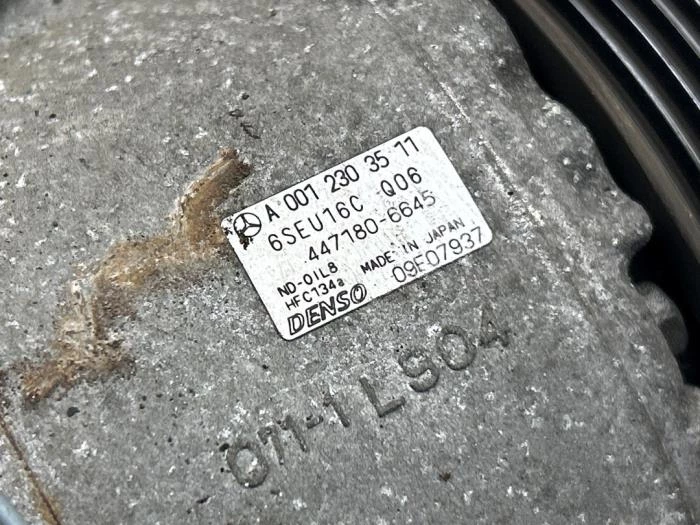 A 001 230 35 11
6SEU16C Q06
447180-6645
ND-OIL8
HFC134a
MADE IN JAPAN
DENSO
09E07937
071-1 LS04